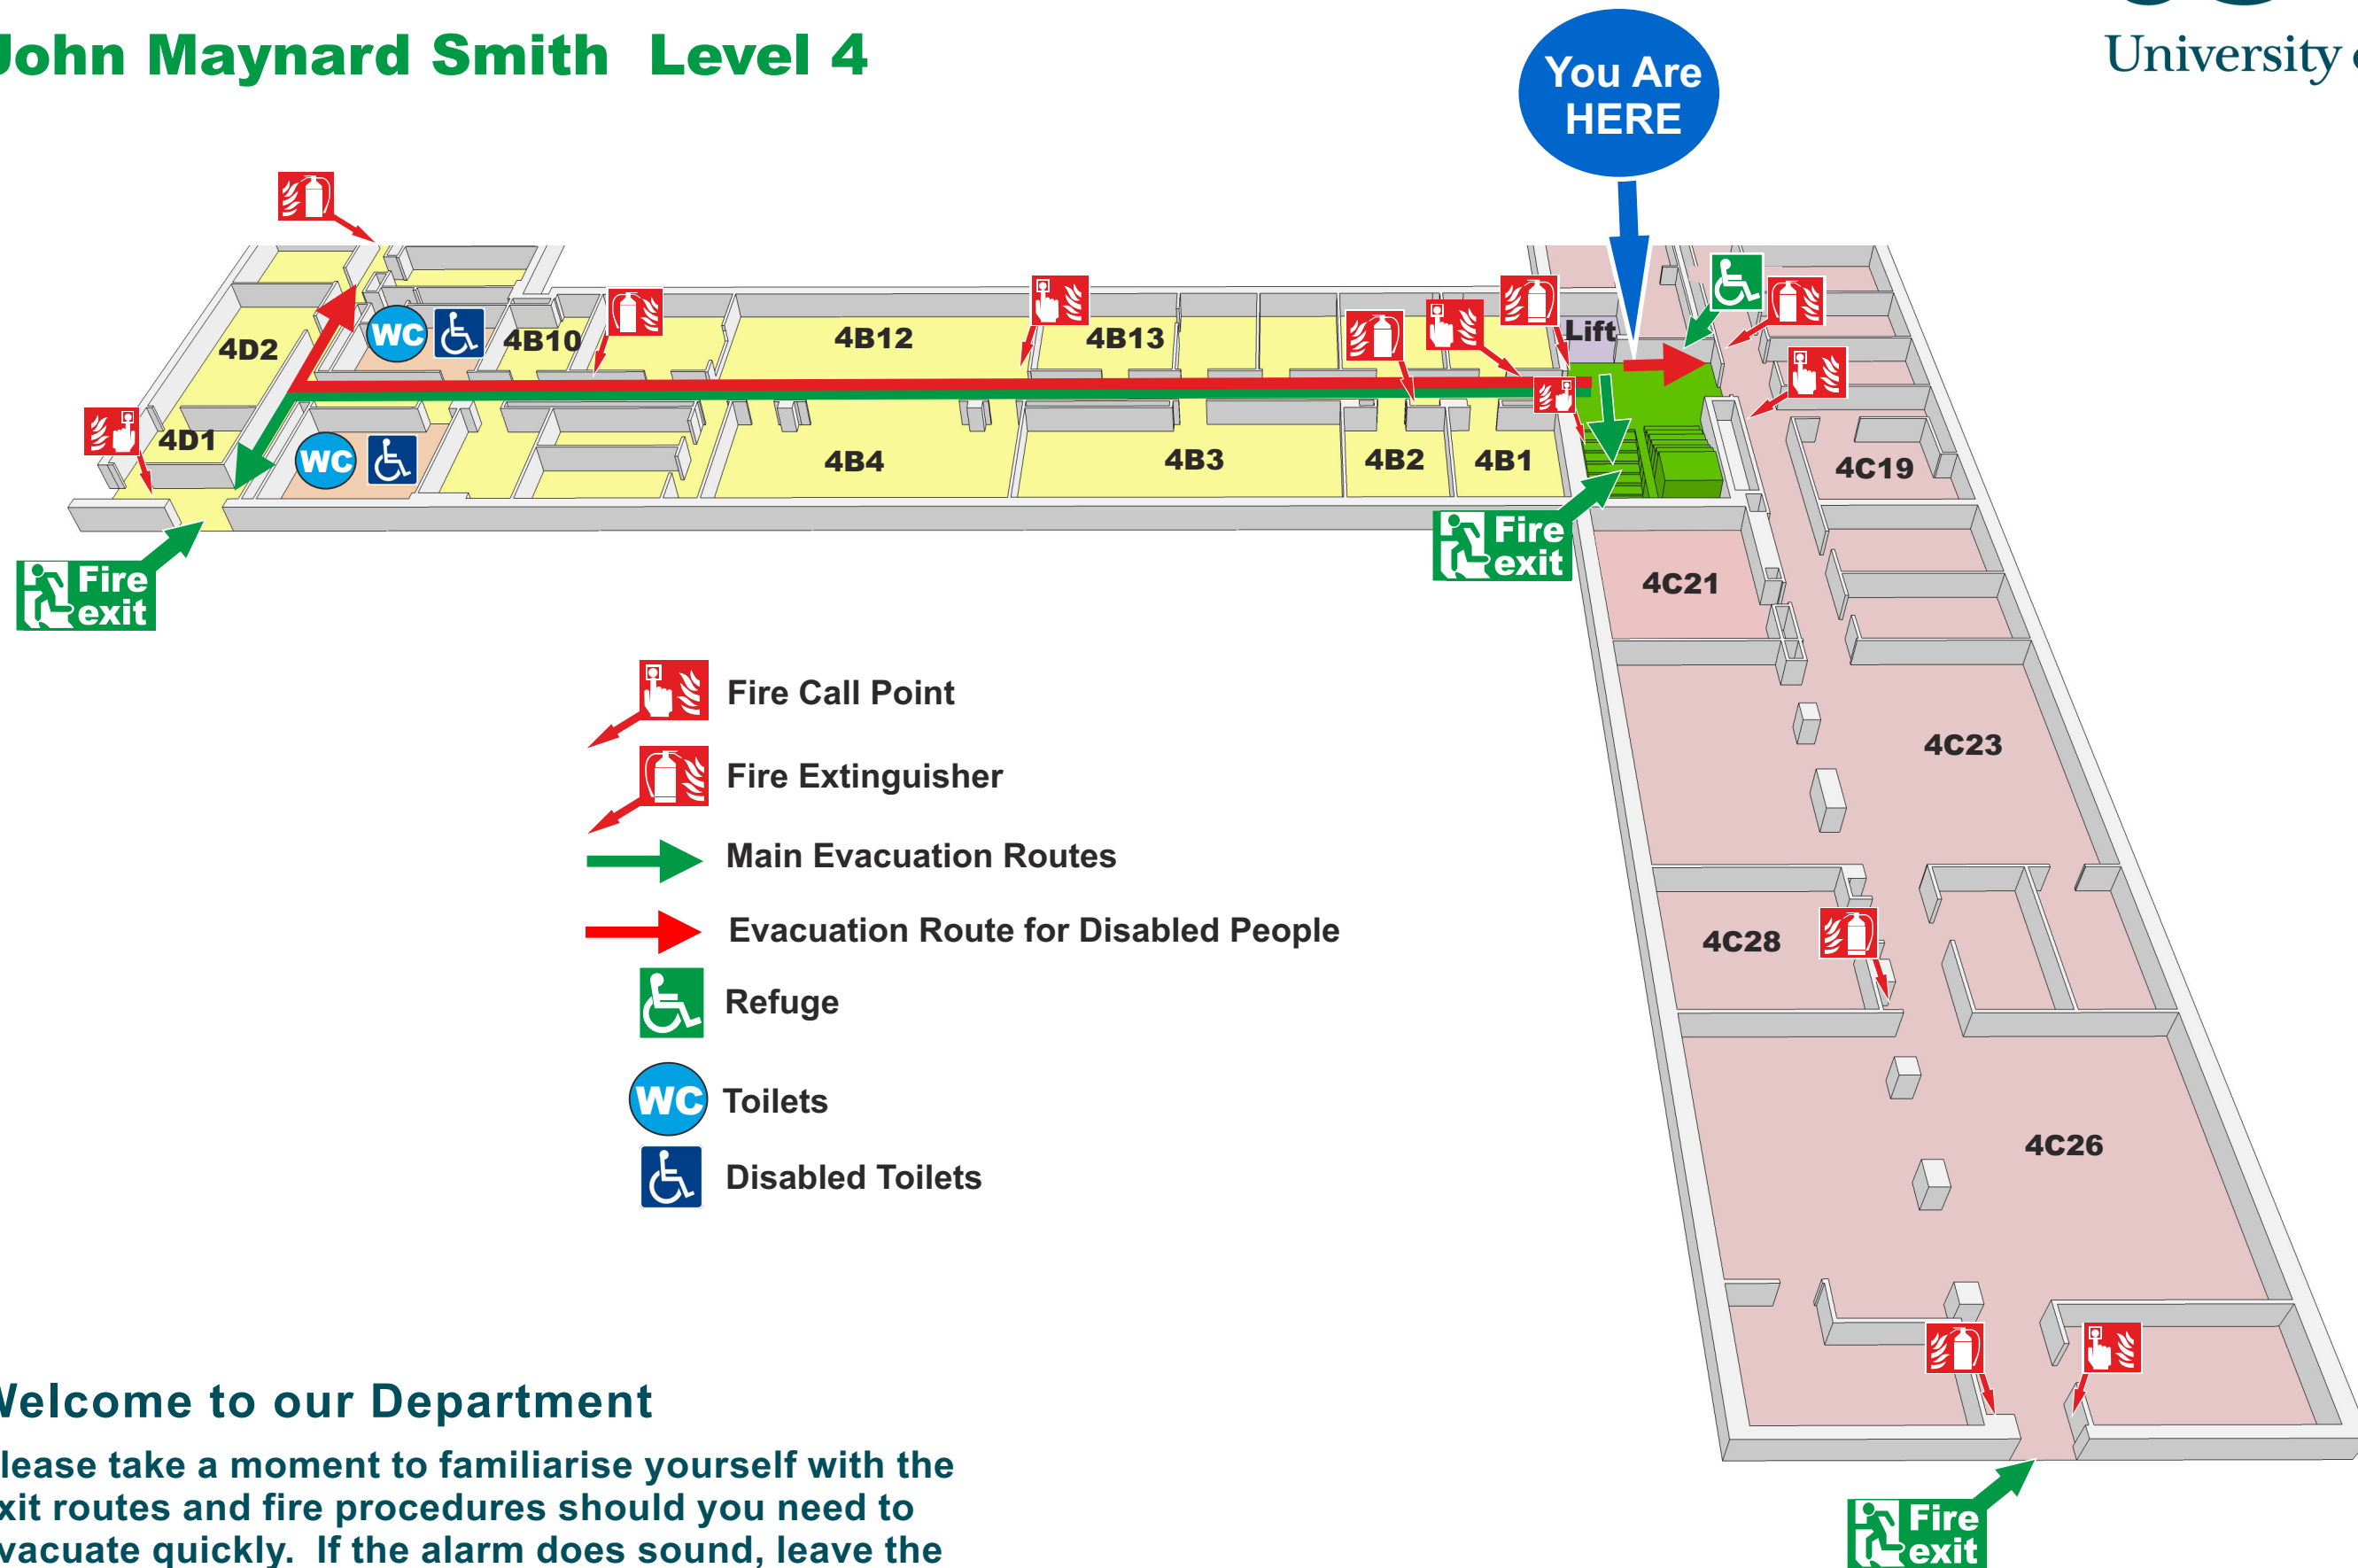 John Maynard Smith Level 4
University
You Are
HERE
4D2
WC
4B10
4B12
4B13
Lift
4D1
WC
4B4
4B3
4B2
4B1
4C19
Fire
exit
Fire
exit
4C21
4C23
4C28
4C26
Fire Call Point
Fire Extinguisher
Main Evacuation Routes
Evacuation Route for Disabled People
Refuge
WC Toilets
Disabled Toilets
Fire
exit
Welcome to our Department
lease take a moment to familiarise yourself with the
xit routes and fire procedures should you need to
vacuate quickly. If the alarm does sound, leave the